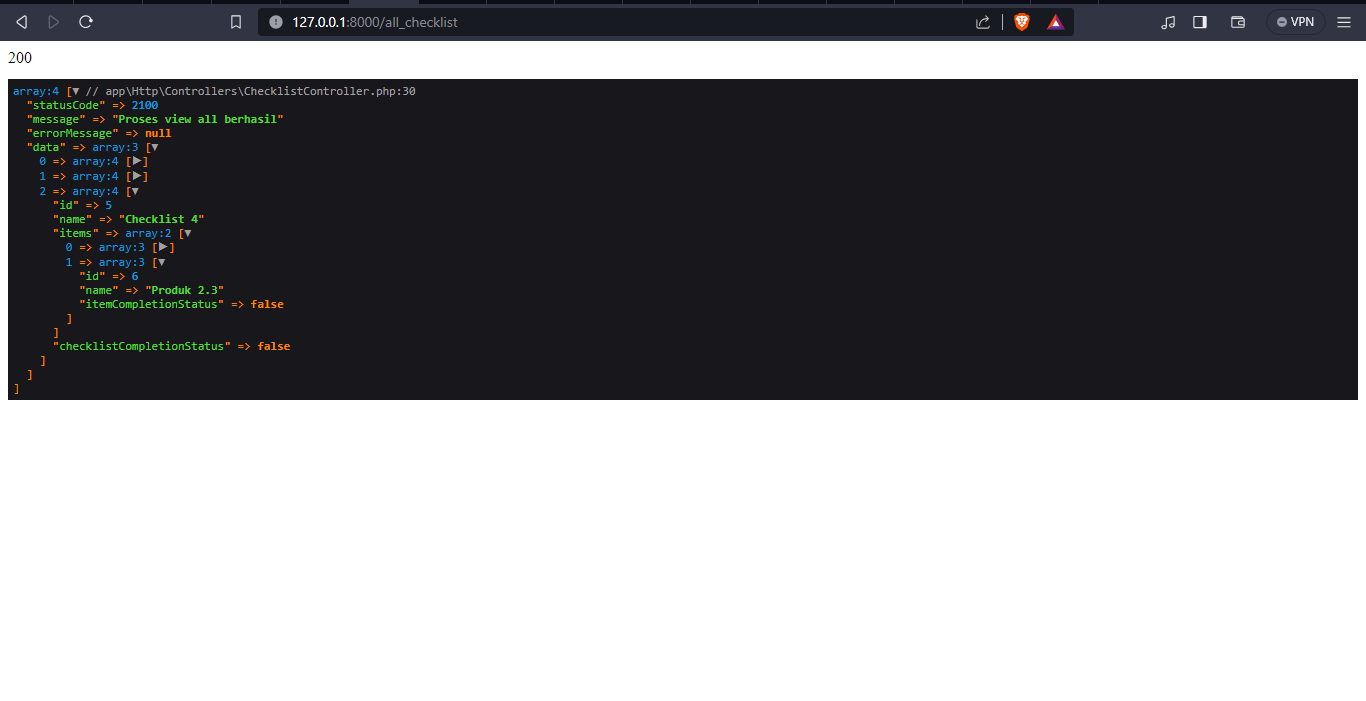 127.0.0.1:8000/all_checklist
VPN
200
array:4 [▼ // app\Http\Controllers\ChecklistController.php:30
"statusCode" => 2100
"message" => "Proses view all berhasil"
"errorMessage" => null
"data" => array:3 [▼
0 => array:4 [▶]
1 => array:4 [▶]
2 => array:4 [▼
"id" => 5
"name" => "Checklist 4"
"items" => array:2 [▼
0 => array:3 [▶]
1 => array:3 [▼
"id" => 6
"name" => "Produk 2.3"
"itemCompletionStatus" => false
]
]
"checklistCompletionStatus" => false
]
]
]